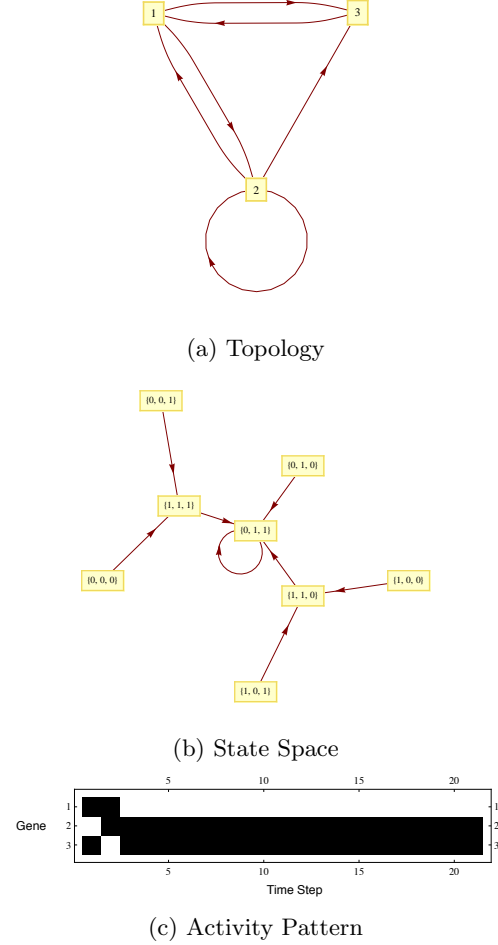 1 3
2
(a) Topology
{0, 0, 1}
{0, 1, 0}
{1, 1, 1}
{0, 1, 1}
{0, 0, 0} {1, 0, 0}
{1, 1, 0}
{1, 0, 1}
(b) State Space
5 10 15 20
1 1
Gene 2 2
3 3
5 10 15 20
Time Step
(c) Activity Pattern